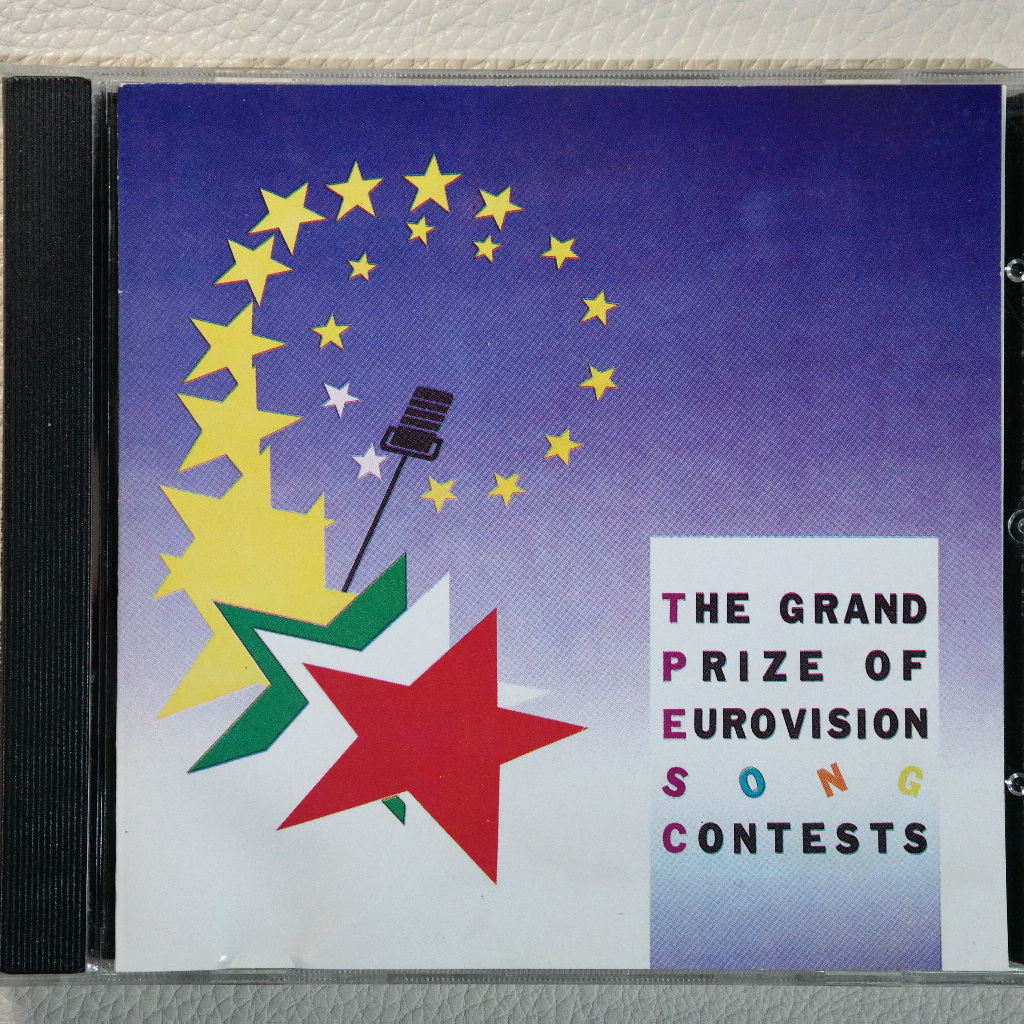 THE GRAND
PRIZE OF
EUROVISION
SONG
CONTESTS